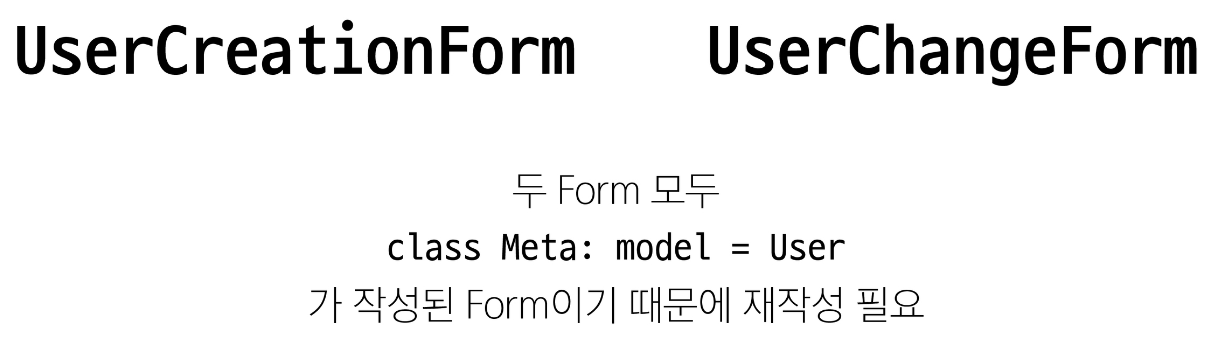 UserCreationForm UserChangeForm
두 Form 모두
class Meta: model = User
가 작성된 Form이기 때문에 재작성 필요